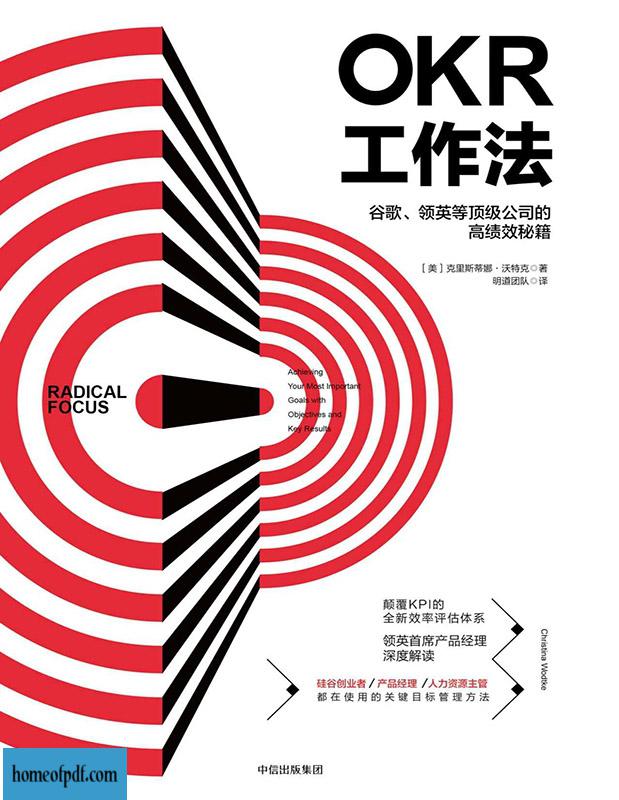 OKR
工作法
谷歌、领英等顶级公司的
高绩效秘籍
［美］克里斯蒂娜·沃特克◎著
明道团队◎译
RADICAL
FOCUS
Achieving
Your Most Important
Goals with
Objectives and
Key Results
颠覆KPI的
全新效率评估体系
领英首席产品经理
深度解读
Christina Wodtke
硅谷创业者/产品经理/人力资源主管
都在使用的关键目标管理方法
中信出版集团
homeofpdf.com